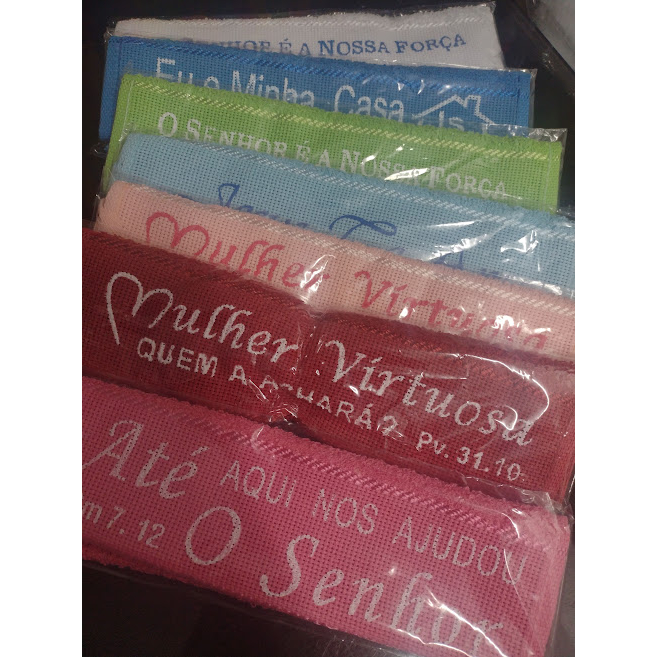 SENHOR É A NOSSA FORÇA
Eu e Minha Casa
O SENHOR É A NOSSA FORÇA
Jesus
Mulher Virtuosa
Mulher Virtuosa
QUEM A ACHARÁ? Pv. 31.10
Até AQUI NOS AJUDOU
7. 12 O Senhor